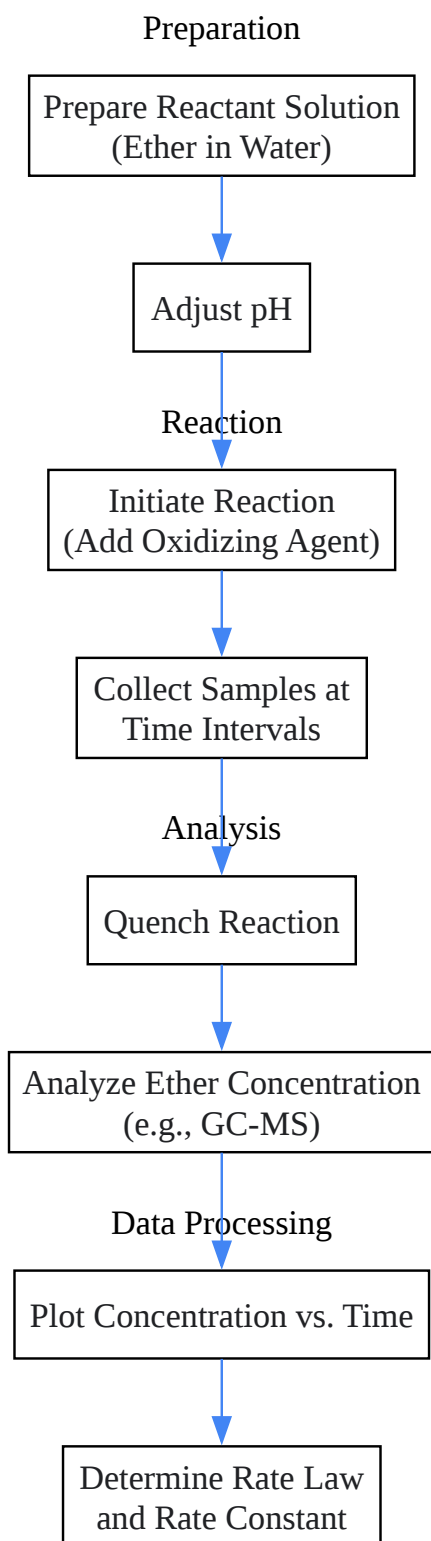 Preparation
Prepare Reactant Solution
(Ether in Water)
Adjust pH
Reaction
Initiate Reaction
(Add Oxidizing Agent)
Collect Samples at
Time Intervals
Analysis
Quench Reaction
Analyze Ether Concentration
(e.g., GC-MS)
Data Processing
Plot Concentration vs. Time
Determine Rate Law
and Rate Constant